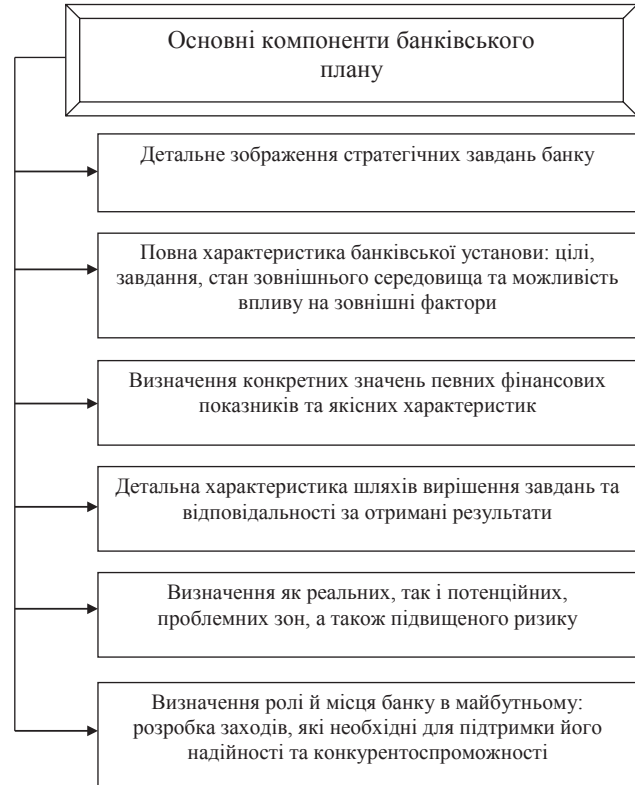 Основні компоненти банківського
плану
Детальне зображення стратегічних завдань банку
Повна характеристика банківської установи: цілі,
завдання, стан зовнішнього середовища та можливість
впливу на зовнішні фактори
Визначення конкретних значень певних фінансових
показників та якісних характеристик
Детальна характеристика шляхів вирішення завдань та
відповідальності за отримані результати
Визначення як реальних, так і потенційних,
проблемних зон, а також підвищеного ризику
Визначення ролі й місця банку в майбутньому:
розробка заходів, які необхідні для підтримки його
надійності та конкурентоспроможності